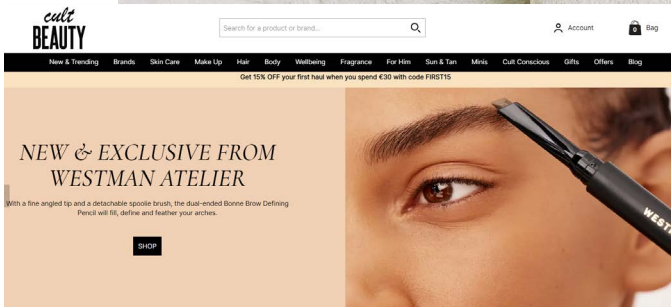 cult
BEAUTY
Search for a product or brand...
Account
0
Bag
New & Trending Brands Skin Care Make Up Hair Body Wellbeing Fragrance For Him Sun & Tan Minis Cult Conscious Gifts Offers Blog
Get 15% OFF your first haul when you spend €30 with code FIRST15
NEW & EXCLUSIVE FROM
WESTMAN ATELIER
With a fine angled tip and a detachable spoolie brush, the dual-ended Bonne Brow Defining
Pencil will fill, define and feather your arches.
SHOP
WEST